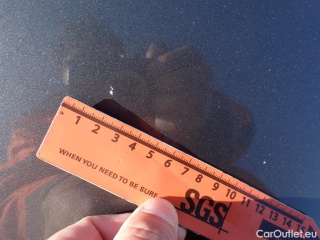 1 2 3 4 5 6 7 8 9 10 11 12 13 14
WHEN YOU NEED TO BE SURE
SGS
CarOutlet.eu